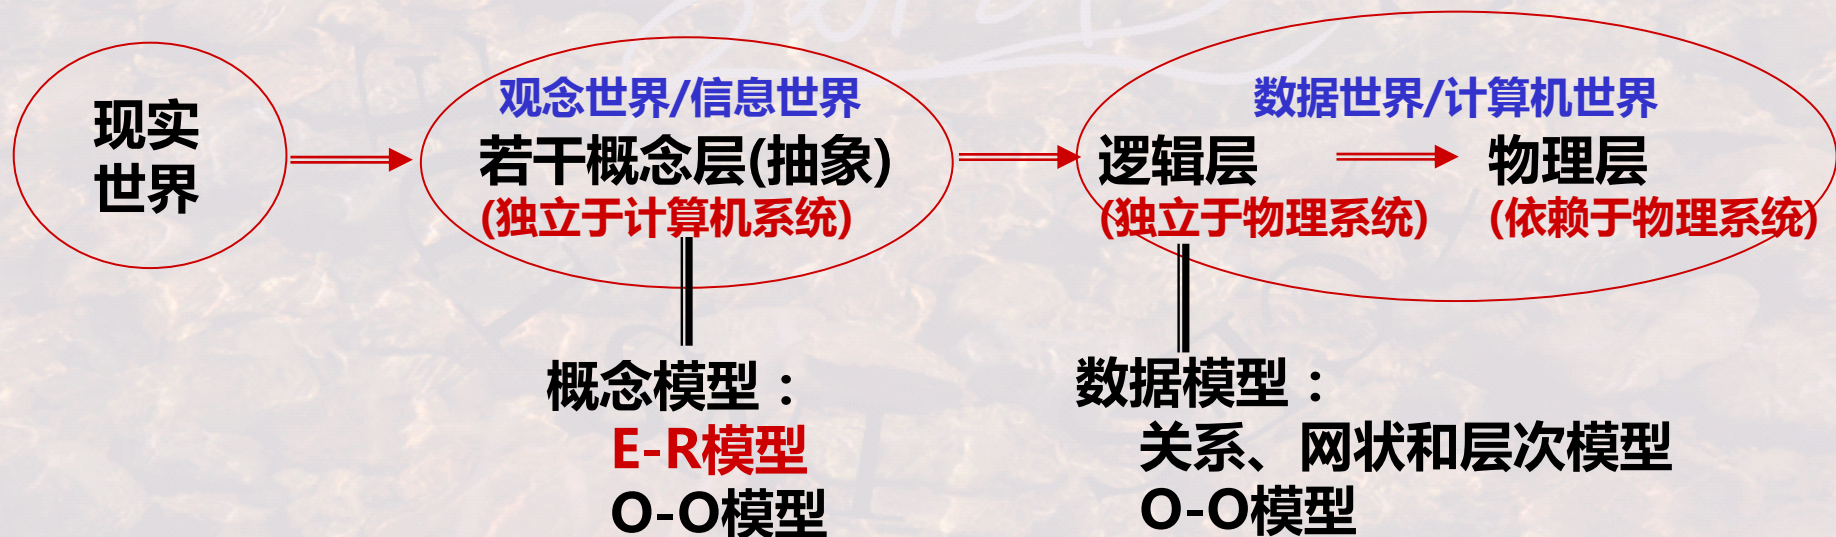 现实
世界
观念世界/信息世界
若干概念层(抽象)
(独立于计算机系统)
数据世界/计算机世界
逻辑层
(独立于物理系统)
物理层
(依赖于物理系统)
概念模型：
E-R模型
O-O模型
数据模型：
关系、网状和层次模型
O-O模型